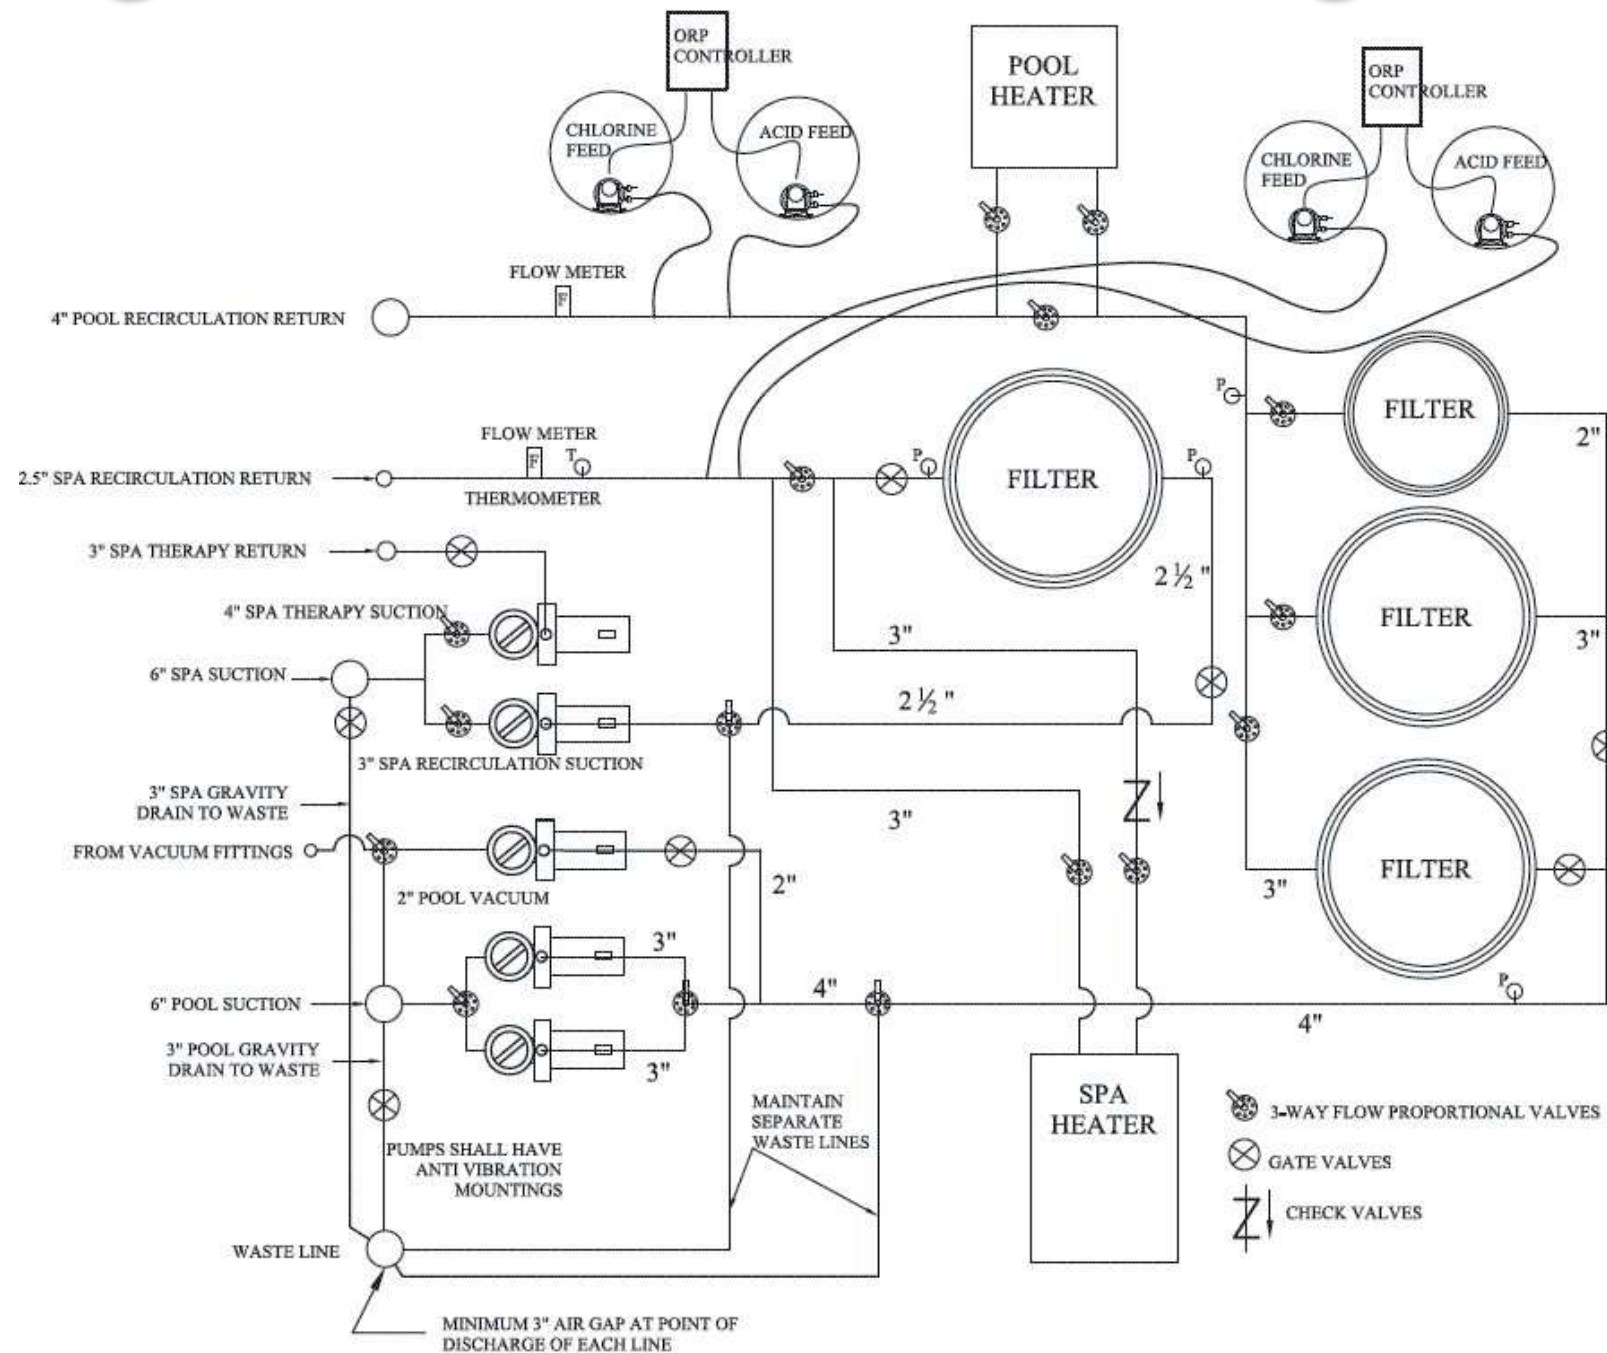 ORP
CONTROLLER
CHLORINE
FEED
ACID FEED
POOL
HEATER
ORP
CONTROLLER
CHLORINE
FEED
ACID FEED
FLOW METER
4" POOL RECIRCULATION RETURN
P
FILTER
2"
FLOW METER
T
2.5" SPA RECIRCULATION RETURN
THERMOMETER
P
FILTER
P
3" SPA THERAPY RETURN
2 ½ "
4" SPA THERAPY SUCTION
3"
FILTER
3"
6" SPA SUCTION
2 ½ "
3" SPA RECIRCULATION SUCTION
3" SPA GRAVITY
DRAIN TO WASTE
3"
FROM VACUUM FITTINGS
2" POOL VACUUM
2"
FILTER
3"
3"
6" POOL SUCTION
4"
P
4"
3" POOL GRAVITY
DRAIN TO WASTE
3"
PUMPS SHALL HAVE
ANTI VIBRATION
MOUNTINGS
MAINTAIN
SEPARATE
WASTE LINES
SPA
HEATER
3-WAY FLOW PROPORTIONAL VALVES
GATE VALVES
CHECK VALVES
WASTE LINE
MINIMUM 3" AIR GAP AT POINT OF
DISCHARGE OF EACH LINE